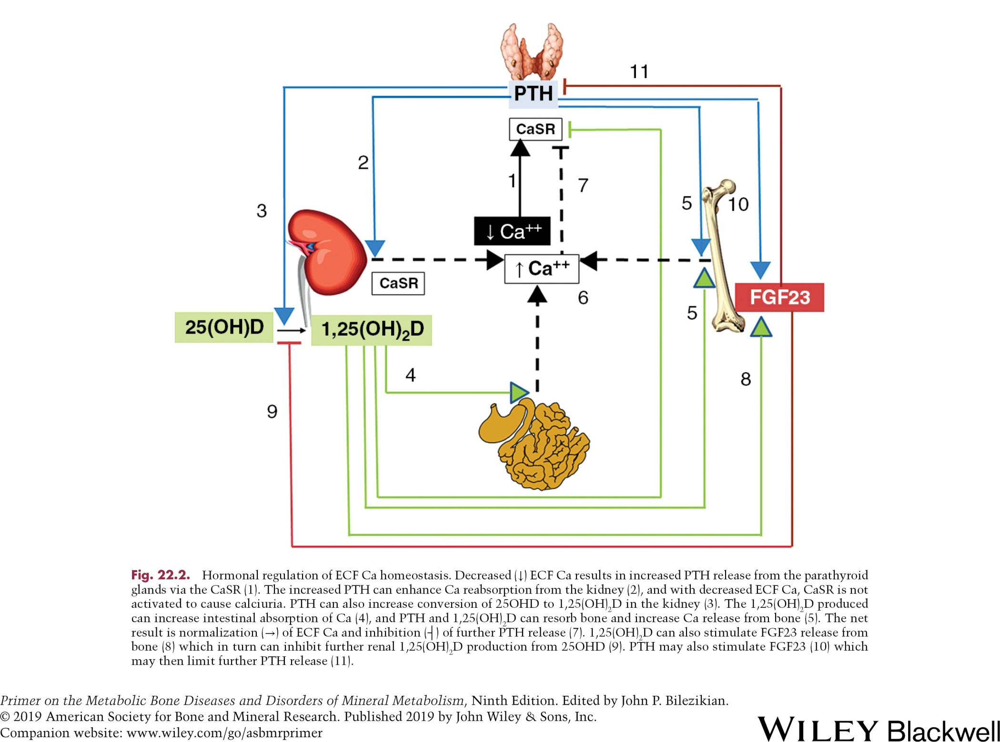 11
PTH
CaSR
2
1
7
3
5
10
↓ Ca++
↑ Ca++
CaSR
6
FGF23
5
25(OH)D
1,25(OH)₂D
4
8
9
Fig. 22.2. Hormonal regulation of ECF Ca homeostasis. Decreased (↓) ECF Ca results in increased PTH release from the parathyroid
glands via the CaSR (1). The increased PTH can enhance Ca reabsorption from the kidney (2), and with decreased ECF Ca, CaSR is not
activated to cause calciuria. PTH can also increase conversion of 25OHD to 1,25(OH)₂D in the kidney (3). The 1,25(OH)₂D produced
can increase intestinal absorption of Ca (4), and PTH and 1,25(OH)₂D can resorb bone and increase Ca release from bone (5). The net
result is normalization (→) of ECF Ca and inhibition (┤) of further PTH release (7). 1,25(OH)₂D can also stimulate FGF23 release from
bone (8) which in turn can inhibit further renal 1,25(OH)₂D production from 25OHD (9). PTH may also stimulate FGF23 (10) which
may then limit further PTH release (11).
Primer on the Metabolic Bone Diseases and Disorders of Mineral Metabolism, Ninth Edition. Edited by John P. Bilezikian.
© 2019 American Society for Bone and Mineral Research. Published 2019 by John Wiley & Sons, Inc.
Companion website: www.wiley.com/go/asbmrprimer
WILEY Blackwell